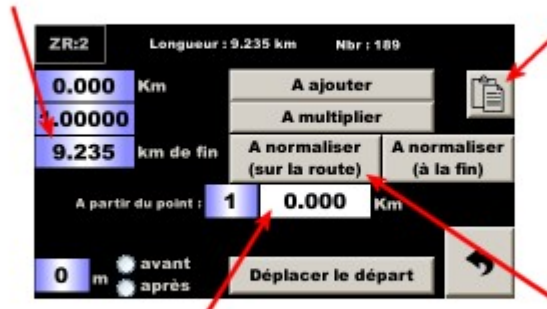 ZR:2 Longueur : 9.235 km Nbr : 189
0.000 Km A ajouter
1.00000 A multiplier
9.235 km de fin A normaliser (sur la route) A normaliser (à la fin)
A partir du point : 1 0.000 Km
0 m avant
après
Déplacer le départ